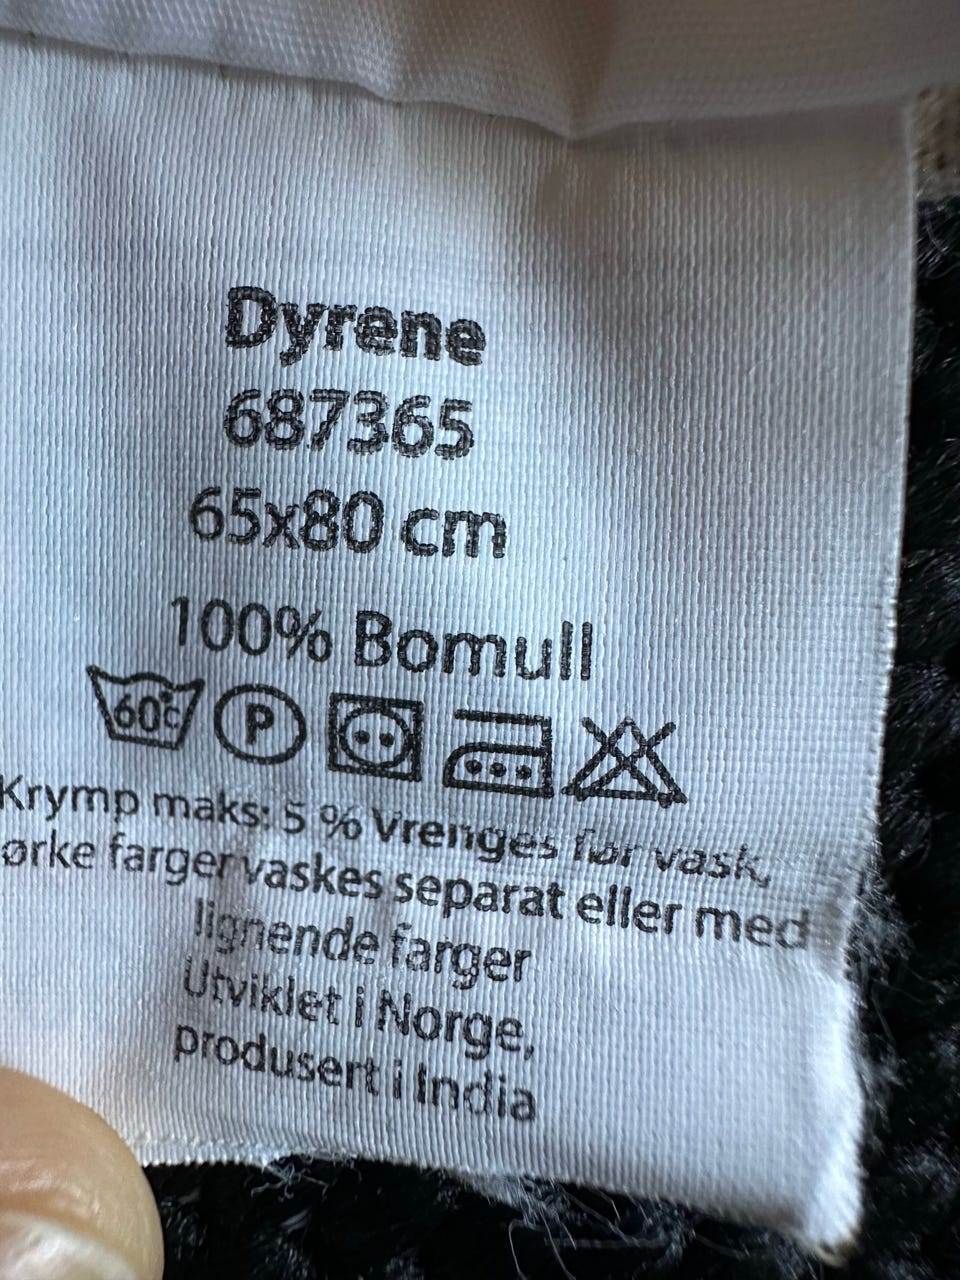 Dyrene
687365
65x80 cm
100% Bomull
60°c P
Krymp maks: 5 % Vrenges før vask,
ørke farger vaskes separat eller med
lignende farger
Utviklet i Norge,
produsert i India